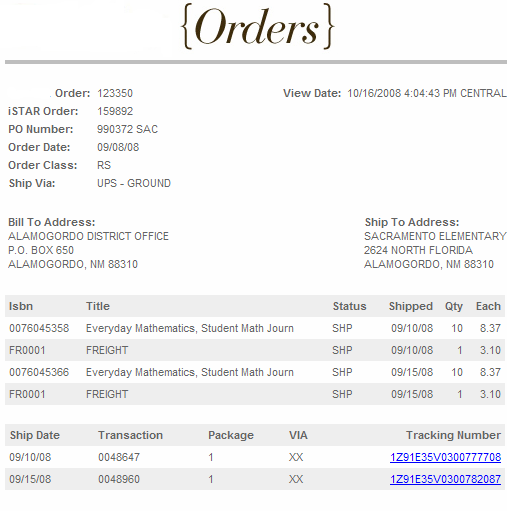 {Orders}
Order: 123350 View Date: 10/16/2008 4:04:43 PM CENTRAL
iSTAR Order: 159892
PO Number: 990372 SAC
Order Date: 09/08/08
Order Class: RS
Ship Via: UPS - GROUND
Bill To Address: Ship To Address:
ALAMOGORDO DISTRICT OFFICE SACRAMENTO ELEMENTARY
P.O. BOX 650 2624 NORTH FLORIDA
ALAMOGORDO, NM 88310 ALAMOGORDO, NM 88310
Isbn Title Status Shipped Qty Each
0076045358 Everyday Mathematics, Student Math Journ SHP 09/10/08 10 8.37
FR0001 FREIGHT SHP 09/10/08 1 3.10
0076045366 Everyday Mathematics, Student Math Journ SHP 09/15/08 10 8.37
FR0001 FREIGHT SHP 09/15/08 1 3.10
Ship Date Transaction Package VIA Tracking Number
09/10/08 0048647 1 XX 1Z91E35V0300777708
09/15/08 0048960 1 XX 1Z91E35V0300782087